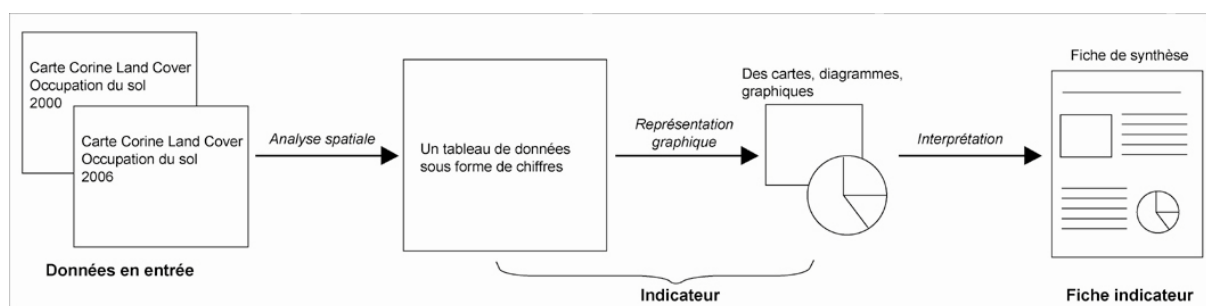 Carte Corine Land Cover
Occupation du sol
2000
Carte Corine Land Cover
Occupation du sol
2006
Données en entrée
Analyse spatiale
Un tableau de données
sous forme de chiffres
Représentation
graphique
Des cartes, diagrammes,
graphiques
Indicateur
Interprétation
Fiche de synthèse
Fiche indicateur